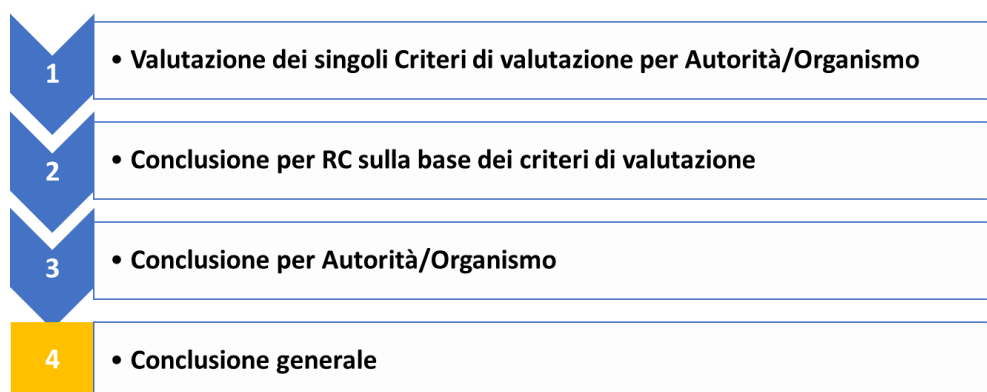 1 • Valutazione dei singoli Criteri di valutazione per Autorità/Organismo
2 • Conclusione per RC sulla base dei criteri di valutazione
3 • Conclusione per Autorità/Organismo
4 • Conclusione generale